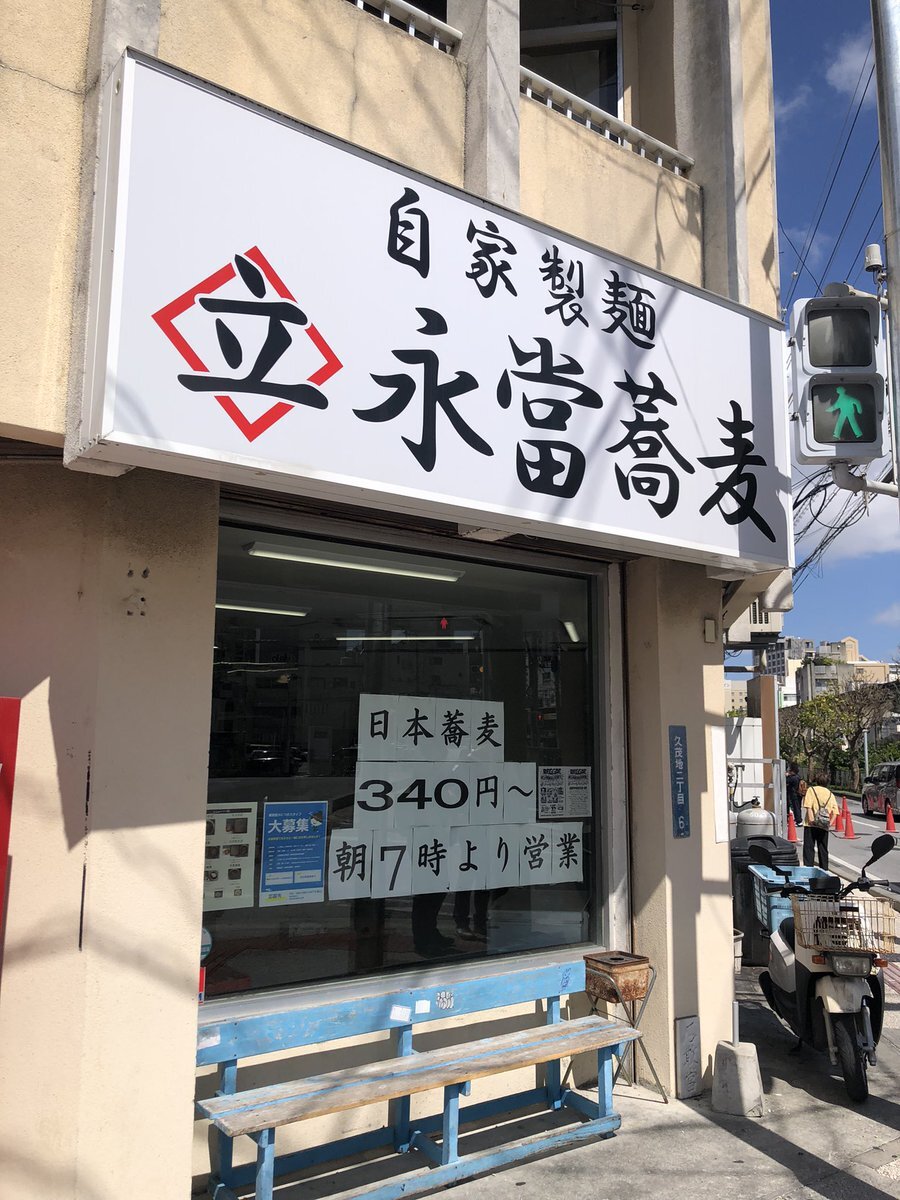 自家製麺
立 永當蕎麦
日本蕎麦
340円～
朝7時より営業
大募集
久茂地二丁目
6